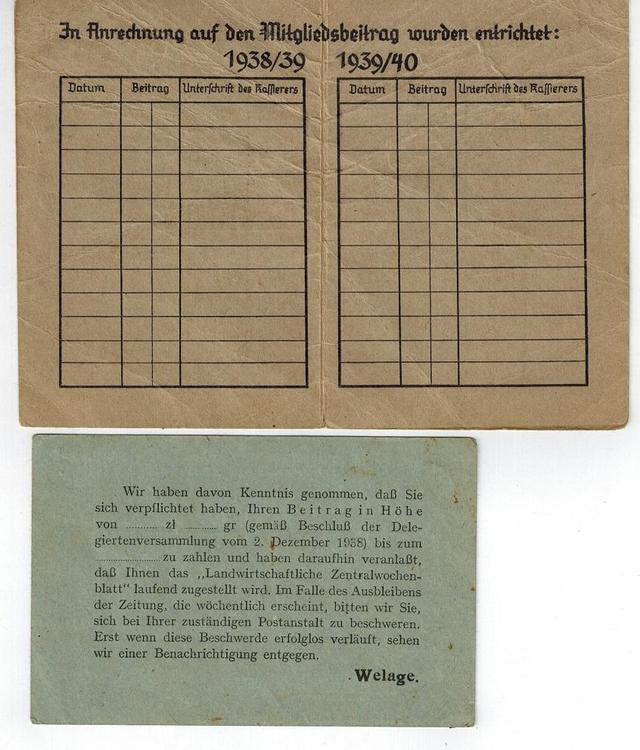 In Anrechnung auf den Mitgliedsbeitrag wurden entrichtet:
1938/39 1939/40
Datum Beitrag Unterschrift des Kassierers Datum Beitrag Unterschrift des Kassierers
Wir haben davon Kenntnis genommen, daß Sie
sich verpflichtet haben, Ihren Beitrag in Höhe
von ........... zł ........... gr (gemäß Beschluß der Dele-
giertenversammlung vom 2. Dezember 1938) bis zum
.................... zu zahlen und haben daraufhin veranlaßt,
daß Ihnen das „Landwirtschaftliche Zentralwochen-
blatt“ laufend zugestellt wird. Im Falle des Ausbleibens
der Zeitung, die wöchentlich erscheint, bitten wir Sie,
sich bei Ihrer zuständigen Postanstalt zu beschweren.
Erst wenn diese Beschwerde erfolglos verläuft, sehen
wir einer Benachrichtigung entgegen.
Welage.